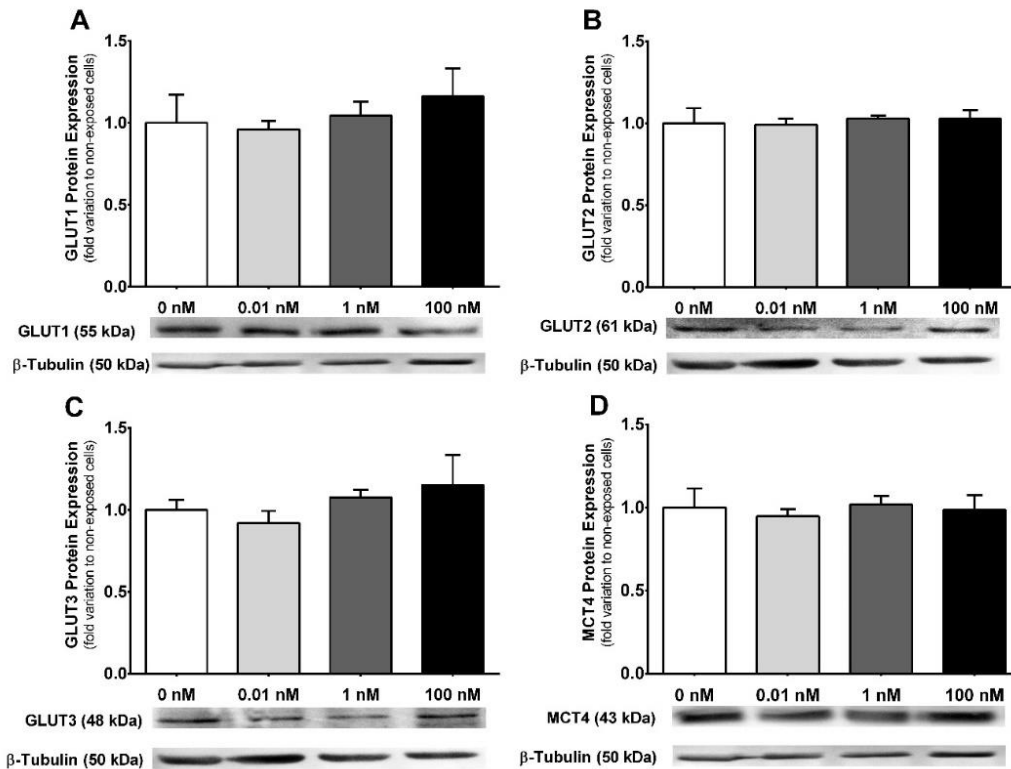 A
GLUT1 Protein Expression
(fold variation to non-exposed cells)
1.5
1.0
0.5
0.0
0 nM 0.01 nM 1 nM 100 nM
GLUT1 (55 kDa)
β-Tubulin (50 kDa)
B
GLUT2 Protein Expression
(fold variation to non-exposed cells)
1.5
1.0
0.5
0.0
0 nM 0.01 nM 1 nM 100 nM
GLUT2 (61 kDa)
β-Tubulin (50 kDa)
C
GLUT3 Protein Expression
(fold variation to non-exposed cells)
1.5
1.0
0.5
0.0
0 nM 0.01 nM 1 nM 100 nM
GLUT3 (48 kDa)
β-Tubulin (50 kDa)
D
MCT4 Protein Expression
(fold variation to non-exposed cells)
1.5
1.0
0.5
0.0
0 nM 0.01 nM 1 nM 100 nM
MCT4 (43 kDa)
β-Tubulin (50 kDa)